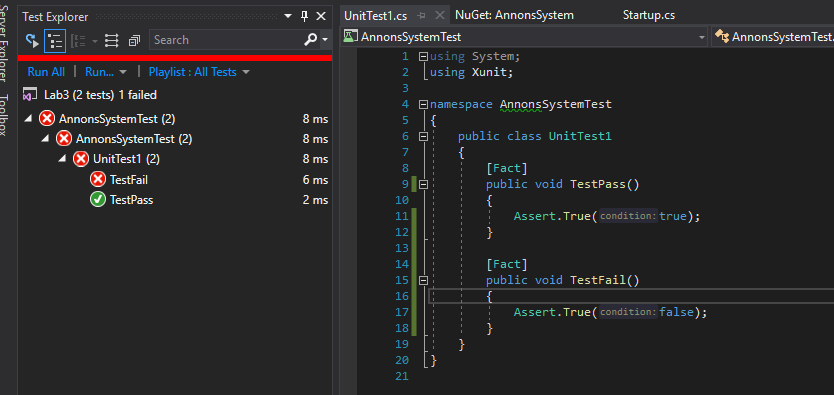 Server Explorer
Toolbox
Test Explorer
Search
Run All | Run... | Playlist : All Tests
Lab3 (2 tests) 1 failed
AnnonsSystemTest (2) 8 ms
AnnonsSystemTest (2) 8 ms
UnitTest1 (2) 8 ms
TestFail 6 ms
TestPass 2 ms
UnitTest1.cs NuGet: AnnonsSystem Startup.cs
AnnonsSystemTest AnnonsSystemTest.
1 using System;
2 using Xunit;
3
4 namespace AnnonsSystemTest
5 {
6 public class UnitTest1
7 {
8 [Fact]
9 public void TestPass()
10 {
11 Assert.True(condition: true);
12 }
13
14 [Fact]
15 public void TestFail()
16 {
17 Assert.True(condition: false);
18 }
19 }
20 }
21